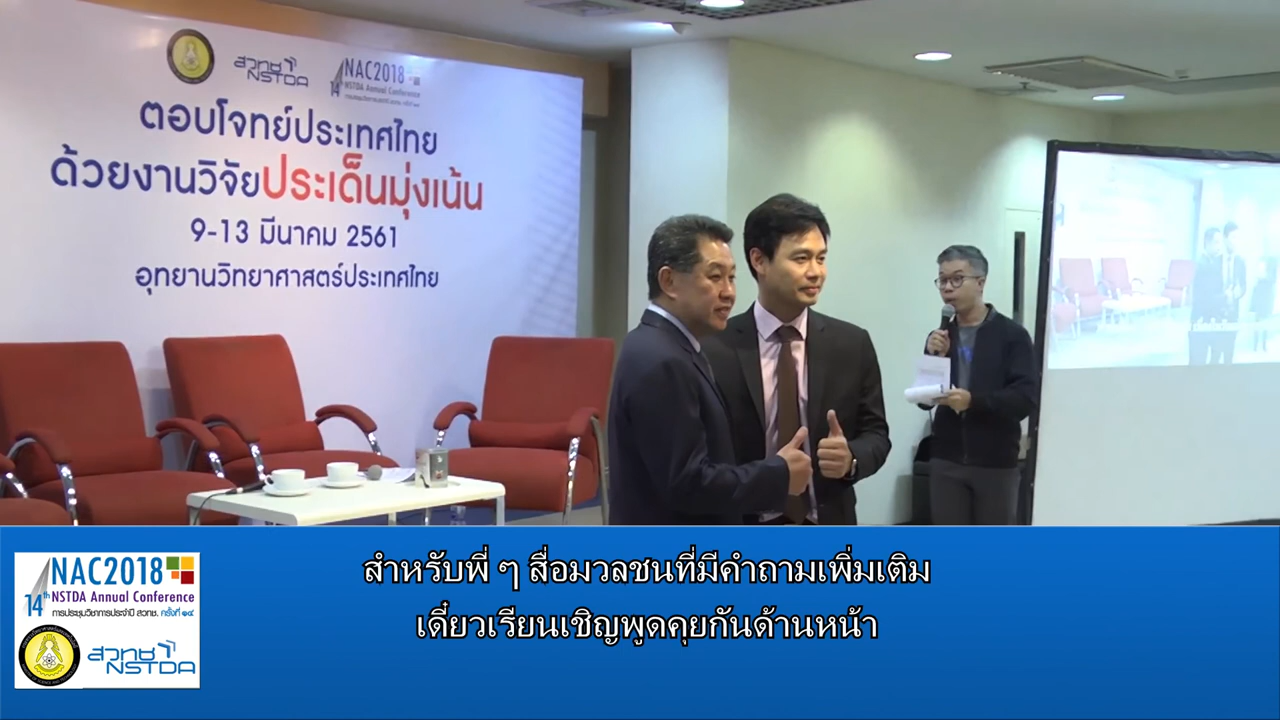 สวทช
NSTDA
NAC2018
14th NSTDA Annual Conference
ตอบโจทย์ประเทศไทย
ด้วยงานวิจัยประเด็นมุ่งเน้น
9-13 มีนาคม 2561
อุทยานวิทยาศาสตร์ประเทศไทย
NAC2018
14th NSTDA Annual Conference
การประชุมวิชาการประจำปี สวทช. ครั้งที่ ๑๔
สวทช
NSTDA
สำหรับพี่ ๆ สื่อมวลชนที่มีคำถามเพิ่มเติม
เดี๋ยวเรียนเชิญพูดคุยกันด้านหน้า